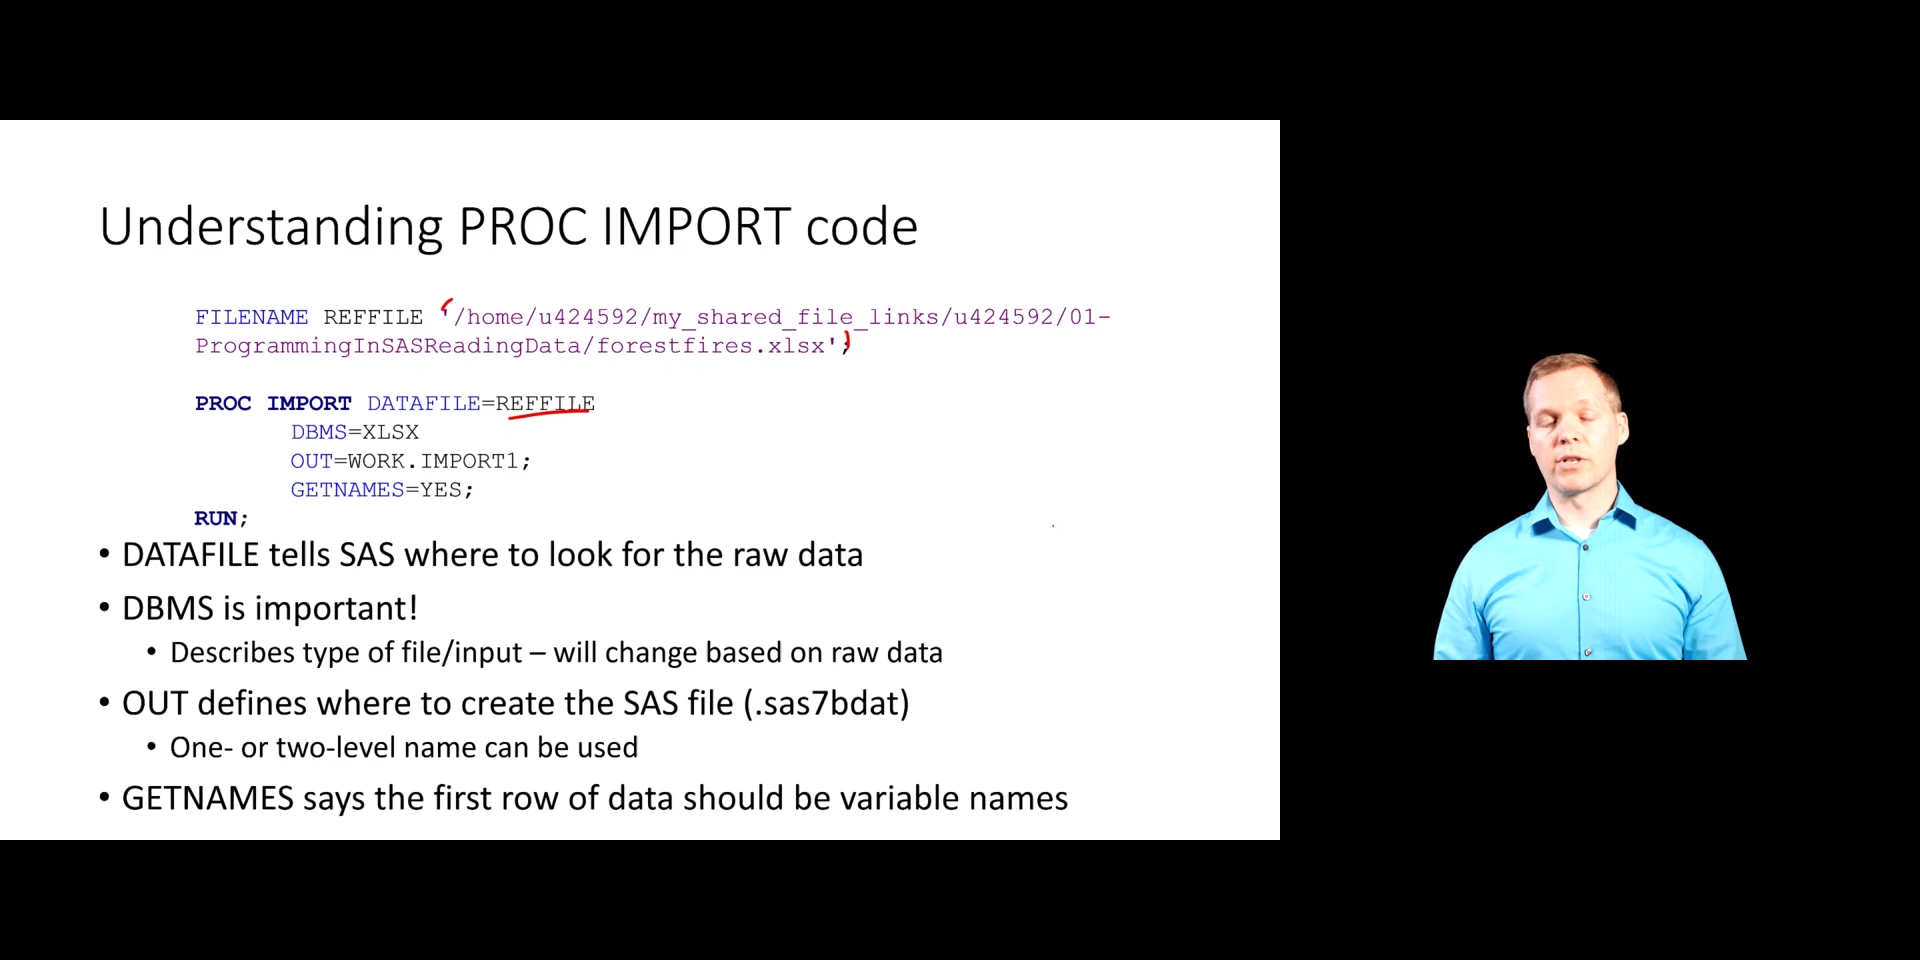 Understanding PROC IMPORT code
FILENAME REFFILE '/home/u424592/my_shared_file_links/u424592/01-
ProgrammingInSASReadingData/forestfires.xlsx';
PROC IMPORT DATAFILE=REFFILE
DBMS=XLSX
OUT=WORK.IMPORT1;
GETNAMES=YES;
RUN;
• DATAFILE tells SAS where to look for the raw data
• DBMS is important!
• Describes type of file/input – will change based on raw data
• OUT defines where to create the SAS file (.sas7bdat)
• One- or two-level name can be used
• GETNAMES says the first row of data should be variable names